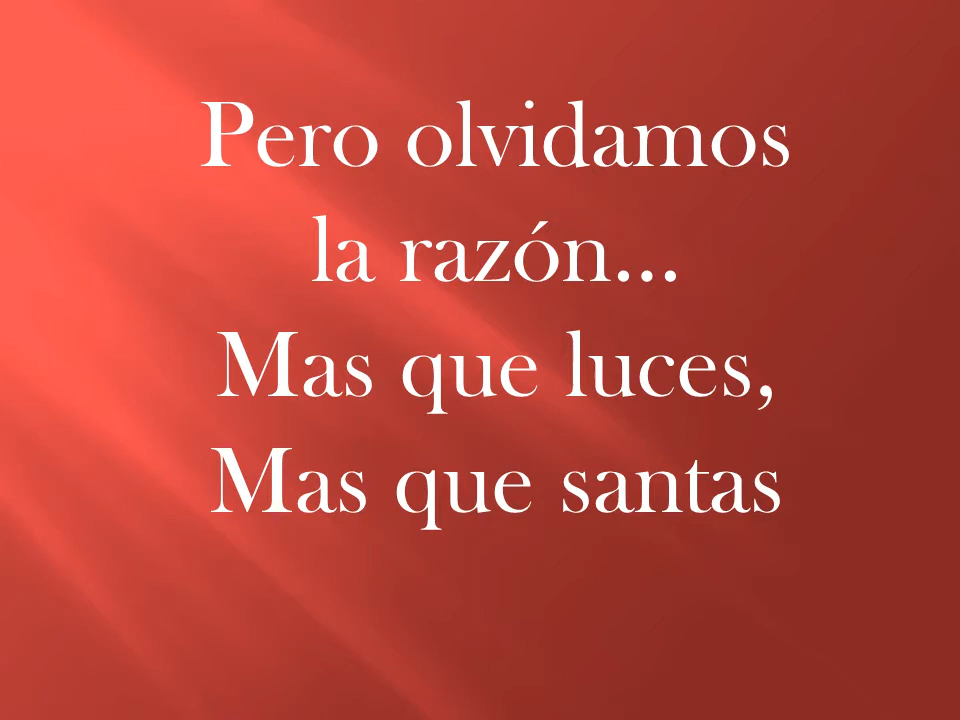 Pero olvidamos
la razón...
Mas que luces,
Mas que santas